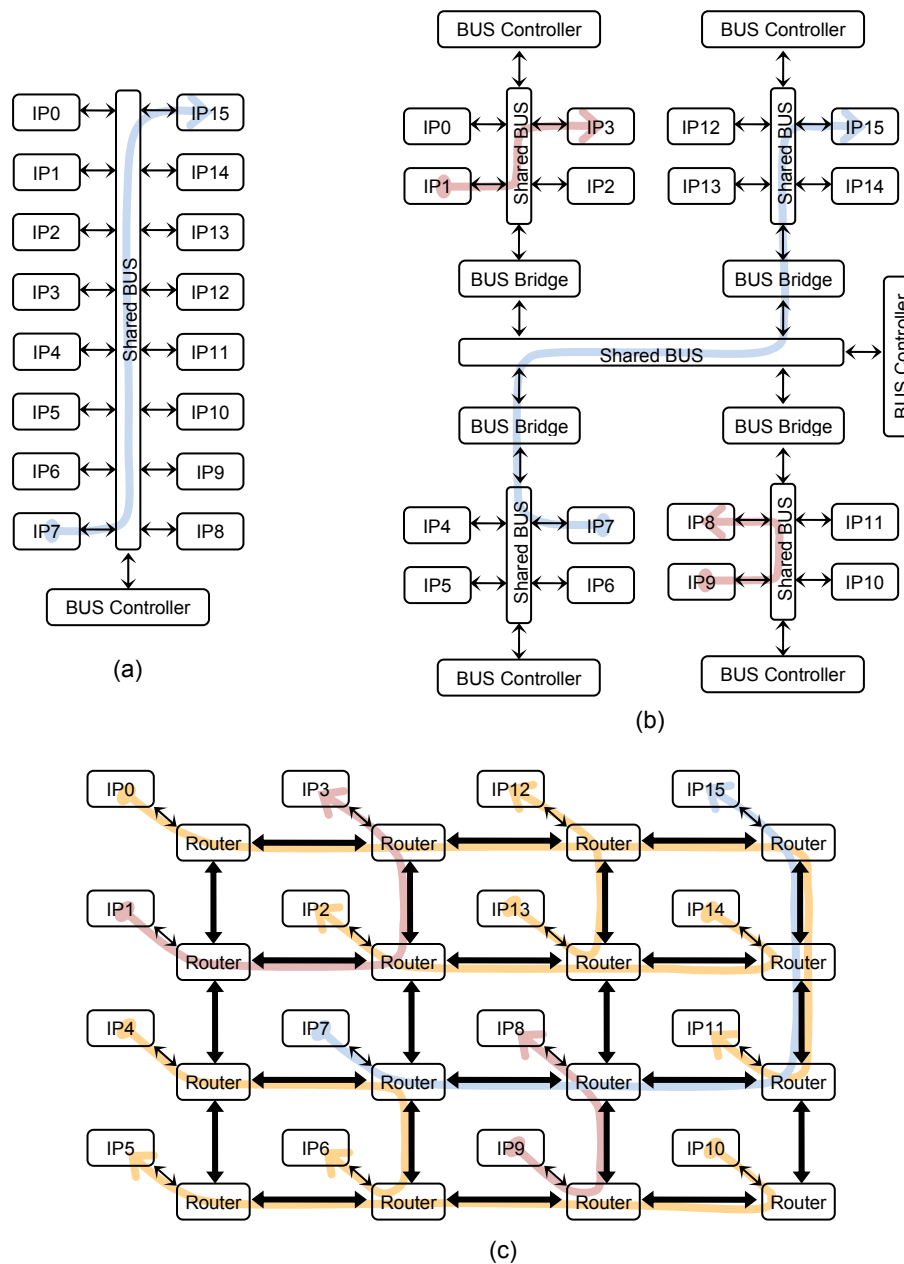 IP0
IP1
IP2
IP3
IP4
IP5
IP6
IP7
Shared BUS
IP15
IP14
IP13
IP12
IP11
IP10
IP9
IP8
BUS Controller
(a)
BUS Controller
BUS Controller
IP0
IP1
Shared BUS
IP3
IP2
IP12
IP13
Shared BUS
IP15
IP14
BUS Bridge
BUS Bridge
Shared BUS
BUS Controller
BUS Bridge
BUS Bridge
IP4
IP5
Shared BUS
IP7
IP6
IP8
IP9
Shared BUS
IP11
IP10
BUS Controller
BUS Controller
(b)
IP0 IP3 IP12 IP15
Router Router Router Router
IP1 IP2 IP13 IP14
Router Router Router Router
IP4 IP7 IP8 IP11
Router Router Router Router
IP5 IP6 IP9 IP10
Router Router Router Router
(c)